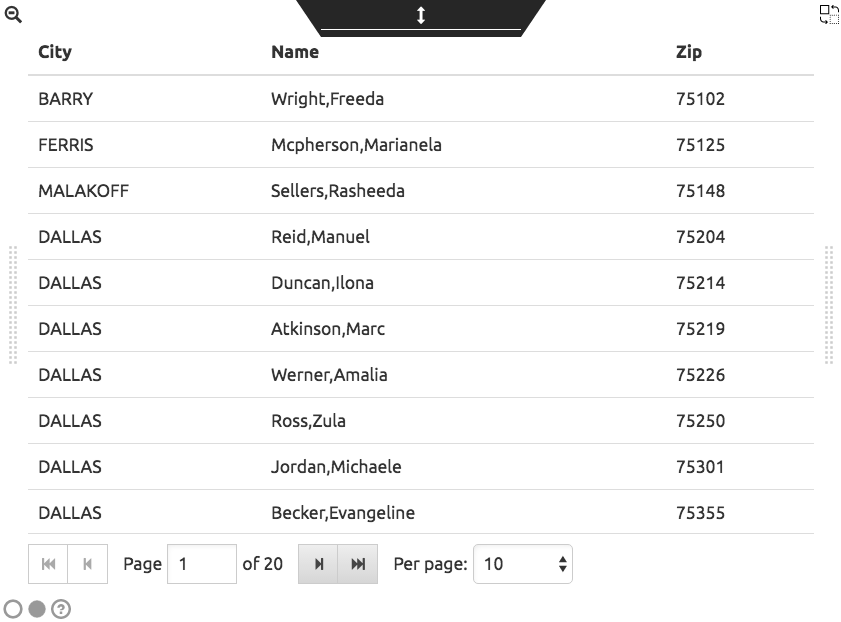 City Name Zip
BARRY Wright,Freeda 75102
FERRIS Mcpherson,Marianela 75125
MALAKOFF Sellers,Rasheeda 75148
DALLAS Reid,Manuel 75204
DALLAS Duncan,Ilona 75214
DALLAS Atkinson,Marc 75219
DALLAS Werner,Amalia 75226
DALLAS Ross,Zula 75250
DALLAS Jordan,Michaele 75301
DALLAS Becker,Evangeline 75355
Page 1 of 20 Per page: 10
?